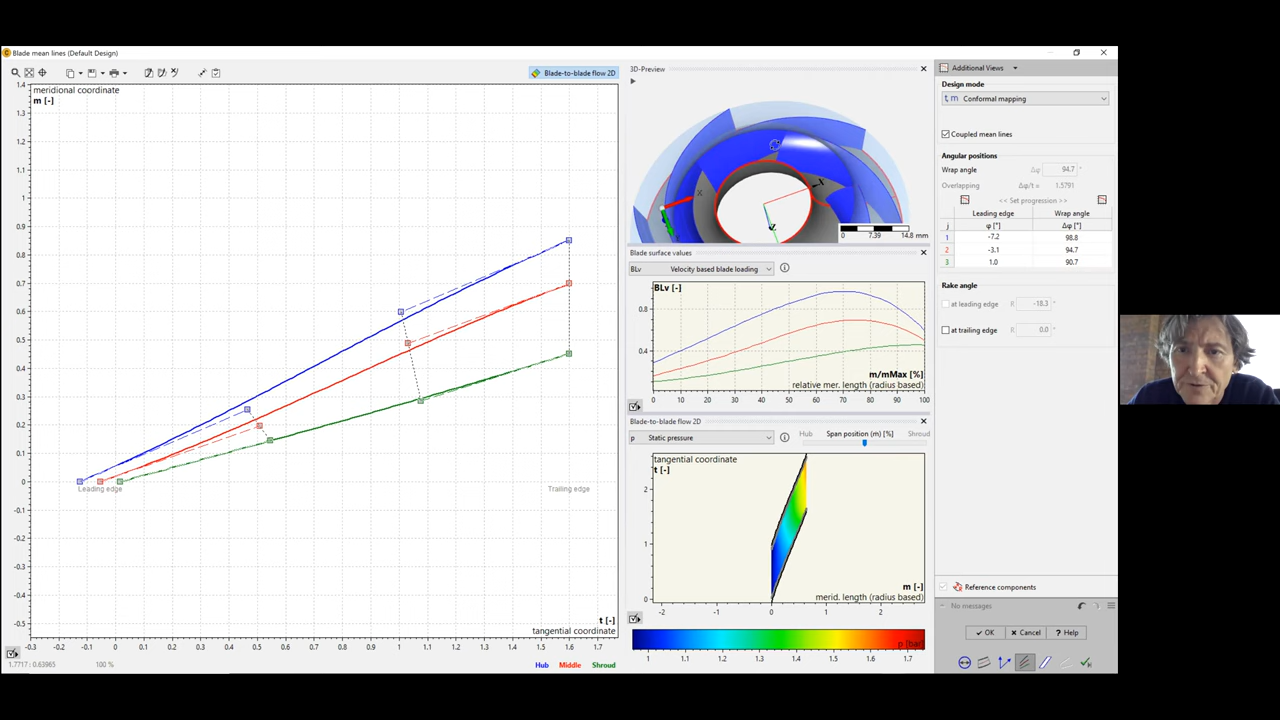 Blade mean lines (Default Design)
Blade-to-blade flow 2D
meridional coordinate
m [-]
1.4
1.3
1.2
1.1
1
0.9
0.8
0.7
0.6
0.5
0.4
0.3
0.2
0.1
0
-0.1
-0.2
-0.3
-0.4
-0.5
Leading edge
Trailing edge
t [-]
tangential coordinate
-0.3 -0.2 -0.1 0 0.1 0.2 0.3 0.4 0.5 0.6 0.7 0.8 0.9 1 1.1 1.2 1.3 1.4 1.5 1.6 1.7
1.7717 / 0.63965
100 %
Hub Middle Shroud
3D-Preview
0 7.39 14.8 mm
Blade surface values
BLv Velocity based blade loading
BLv [-]
0.8
0.4
m/mMax [%]
relative mer. length (radius based)
0 10 20 30 40 50 60 70 80 90 100
Blade-to-blade flow 2D
p Static pressure
Hub Span position (m) [%] Shroud
tangential coordinate
t [-]
2
1
0
m [-]
merid. length (radius based)
-2 -1 0 1 2
p [bar]
1 1.1 1.2 1.3 1.4 1.5 1.6 1.7
Additional Views
Design mode
t m Conformal mapping
Coupled mean lines
Angular positions
Wrap angle Δφ 94.7 °
Overlapping Δφ/t = 1.5791
<< Set progression >>
Leading edge Wrap angle
j φ [°] Δφ [°]
1 -7.2 98.8
2 -3.1 94.7
3 1.0 90.7
Rake angle
at leading edge R -18.3 °
at trailing edge R 0.0 °
Reference components
No messages
OK Cancel ? Help